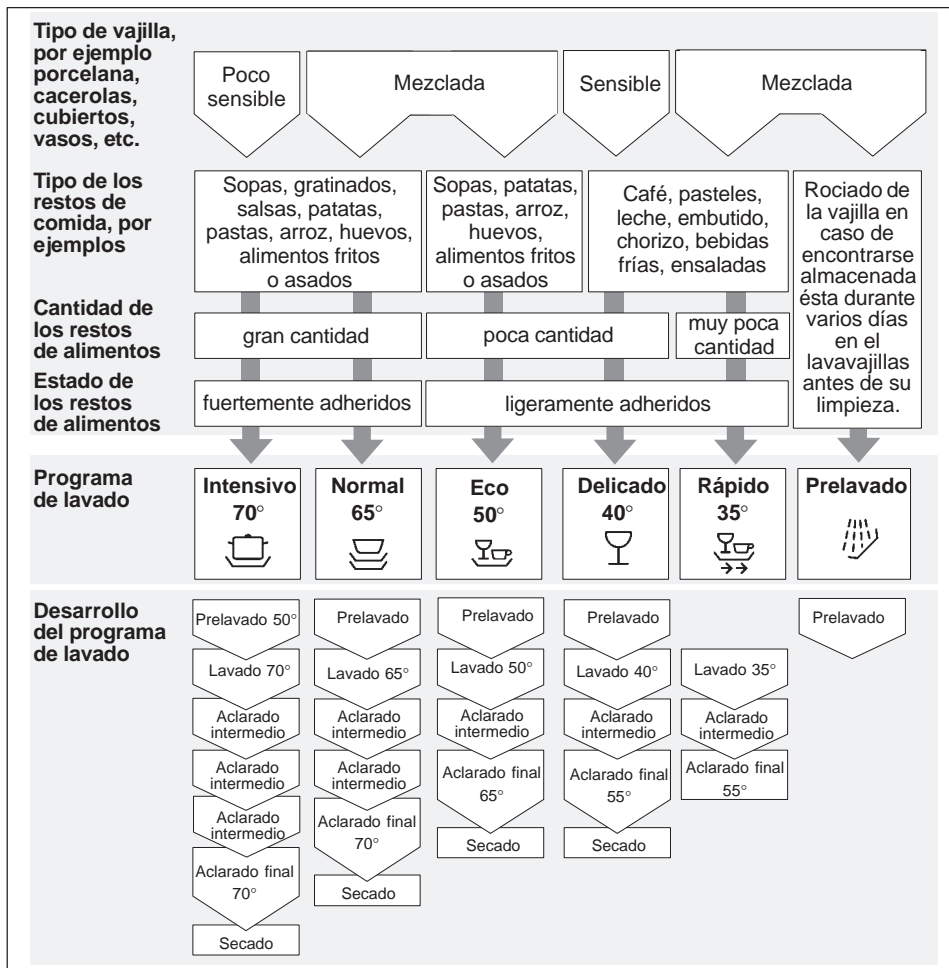 Tipo de vajilla,
por ejemplo
porcelana,
cacerolas,
cubiertos,
vasos, etc.
Poco
sensible
Mezclada
Sensible
Mezclada
Tipo de los
restos de
comida, por
ejemplos
Sopas, gratinados,
salsas, patatas,
pastas, arroz, huevos,
alimentos fritos
o asados
Sopas, patatas,
pastas, arroz,
huevos,
alimentos fritos
o asados
Café, pasteles,
leche, embutido,
chorizo, bebidas
frías, ensaladas
Rociado de
la vajilla en
caso de
encontrarse
almacenada
ésta durante
varios días
en el
lavavajillas
antes de su
limpieza.
Cantidad de
los restos
de alimentos
gran cantidad
poca cantidad
muy poca
cantidad
Estado de
los restos
de alimentos
fuertemente adheridos
ligeramente adheridos
Programa
de lavado
Intensivo
70°
Normal
65°
Eco
50°
Delicado
40°
Rápido
35°
Prelavado
Desarrollo
del programa
de lavado
Prelavado 50°
Lavado 70°
Aclarado
intermedio
Aclarado
intermedio
Aclarado
intermedio
Aclarado final
70°
Secado
Prelavado
Lavado 65°
Aclarado
intermedio
Aclarado
intermedio
Aclarado final
70°
Secado
Prelavado
Lavado 50°
Aclarado
intermedio
Aclarado final
65°
Secado
Prelavado
Lavado 40°
Aclarado
intermedio
Aclarado final
55°
Secado
Lavado 35°
Aclarado
intermedio
Aclarado final
55°
Prelavado